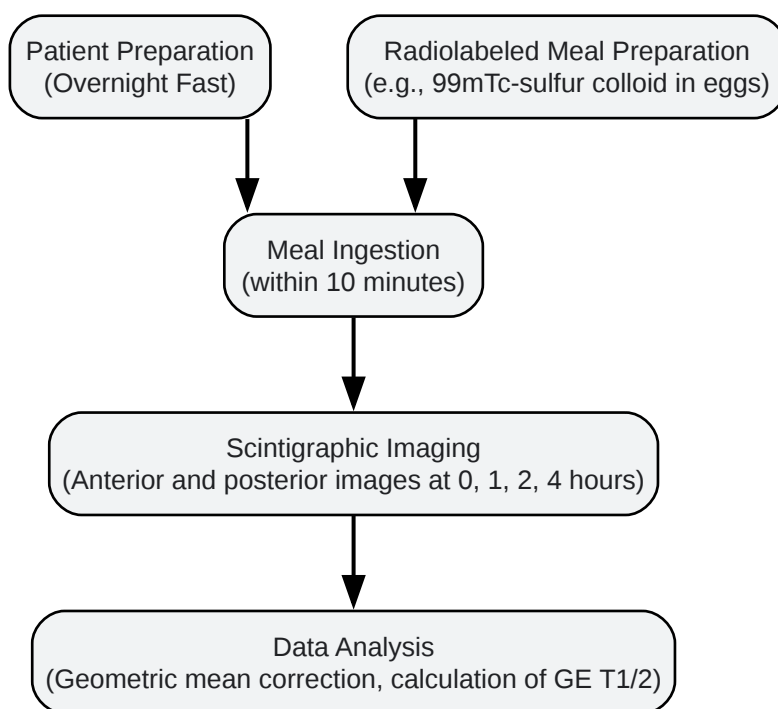 Patient Preparation
(Overnight Fast)
Radiolabeled Meal Preparation
(e.g., 99mTc-sulfur colloid in eggs)
Meal Ingestion
(within 10 minutes)
Scintigraphic Imaging
(Anterior and posterior images at 0, 1, 2, 4 hours)
Data Analysis
(Geometric mean correction, calculation of GE T1/2)